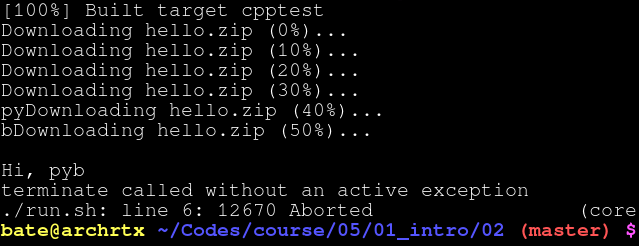 [100%] Built target cpptest
Downloading hello.zip (0%)...
Downloading hello.zip (10%)...
Downloading hello.zip (20%)...
Downloading hello.zip (30%)...
pyDownloading hello.zip (40%)...
bDownloading hello.zip (50%)...
Hi, pyb
terminate called without an active exception
./run.sh: line 6: 12670 Aborted                 (core
bate@archrtx ~/Codes/course/05/01_intro/02 (master) $